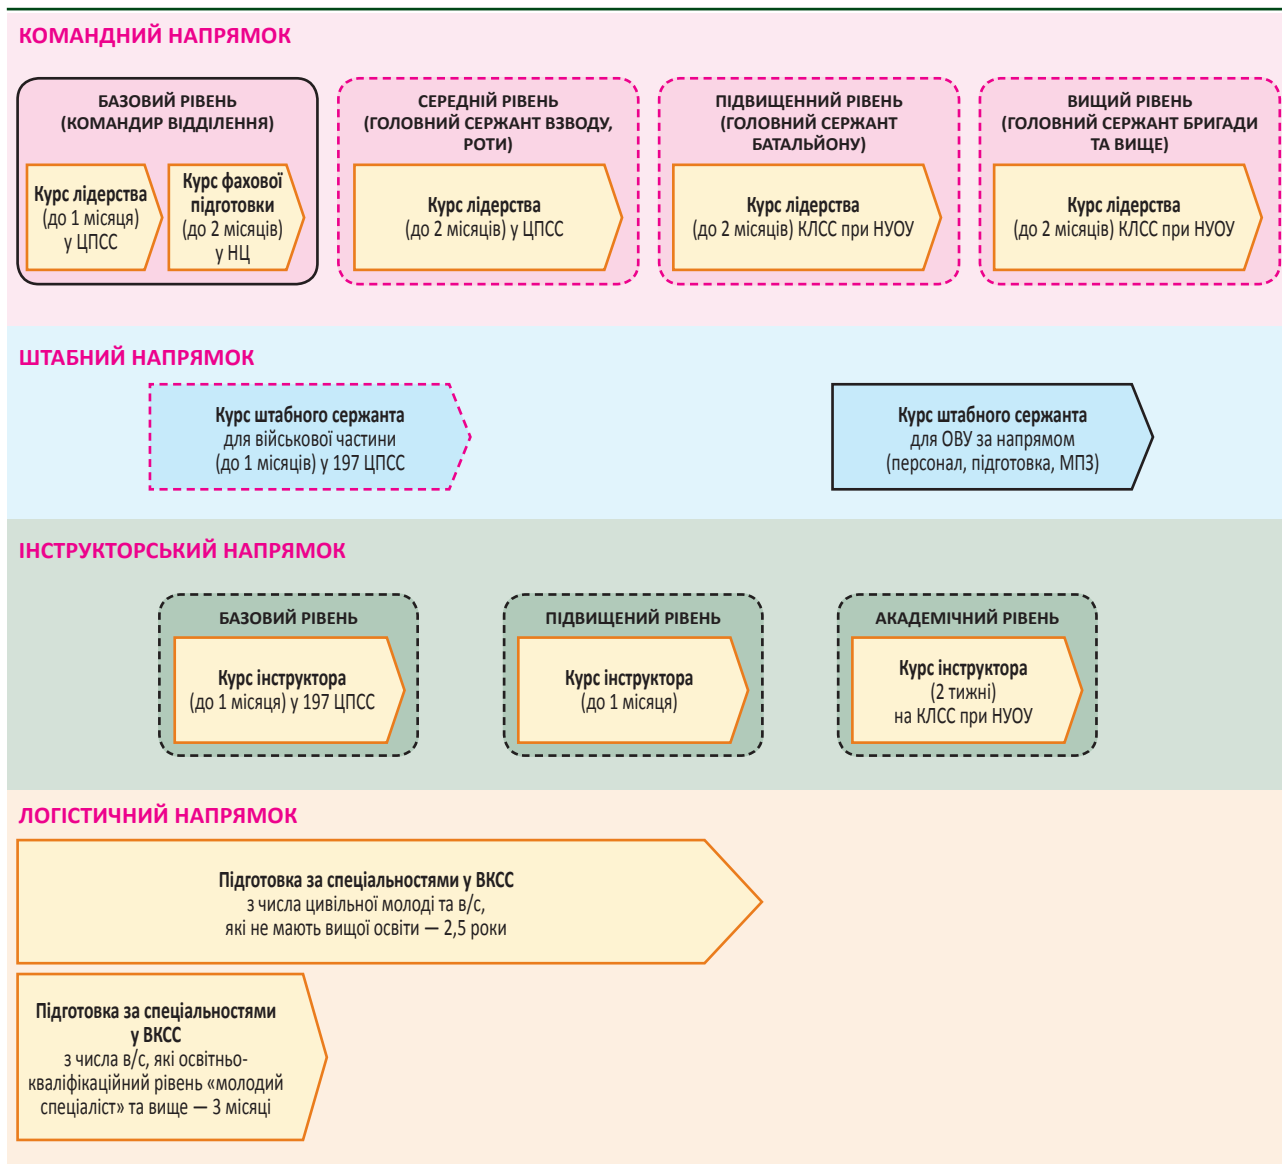 КОМАНДНИЙ НАПРЯМОК
БАЗОВИЙ РІВЕНЬ
(КОМАНДИР ВІДДІЛЕННЯ)
Курс лідерства
(до 1 місяця)
у ЦПСС
Курс фахової
підготовки
(до 2 місяців)
у НЦ
СЕРЕДНІЙ РІВЕНЬ
(ГОЛОВНИЙ СЕРЖАНТ ВЗВОДУ,
РОТИ)
Курс лідерства
(до 2 місяців) у ЦПСС
ПІДВИЩЕННИЙ РІВЕНЬ
(ГОЛОВНИЙ СЕРЖАНТ
БАТАЛЬЙОНУ)
Курс лідерства
(до 2 місяців) КЛСС при НУОУ
ВИЩИЙ РІВЕНЬ
(ГОЛОВНИЙ СЕРЖАНТ БРИГАДИ
ТА ВИЩЕ)
Курс лідерства
(до 2 місяців) КЛСС при НУОУ
ШТАБНИЙ НАПРЯМОК
Курс штабного сержанта
для військової частини
(до 1 місяців) у 197 ЦПСС
Курс штабного сержанта
для ОВУ за напрямом
(персонал, підготовка, МПЗ)
ІНСТРУКТОРСЬКИЙ НАПРЯМОК
БАЗОВИЙ РІВЕНЬ
Курс інструктора
(до 1 місяця) у 197 ЦПСС
ПІДВИЩЕНИЙ РІВЕНЬ
Курс інструктора
(до 1 місяця)
АКАДЕМІЧНИЙ РІВЕНЬ
Курс інструктора
(2 тижні)
на КЛСС при НУОУ
ЛОГІСТИЧНИЙ НАПРЯМОК
Підготовка за спеціальностями у ВКСС
з числа цивільної молоді та в/с,
які не мають вищої освіти — 2,5 роки
Підготовка за спеціальностями
у ВКСС
з числа в/с, які освітньо-
кваліфікаційний рівень «молодий
спеціаліст» та вище — 3 місяці